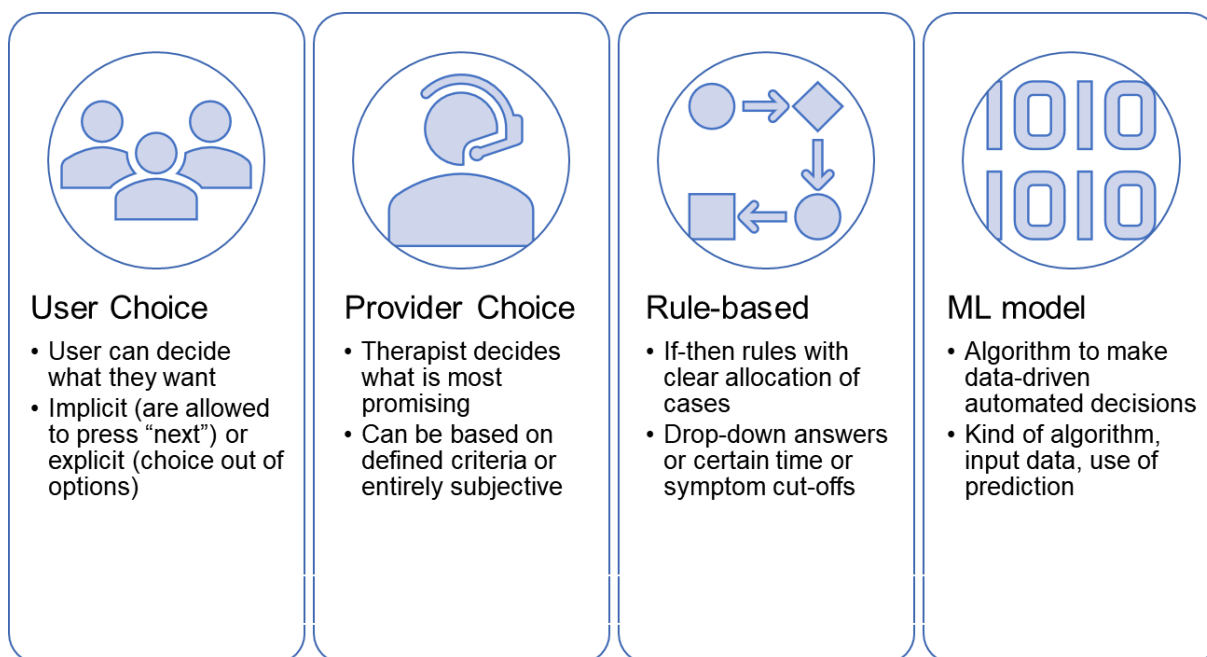 1010
1010
User Choice
• User can decide
what they want
• Implicit (are allowed
to press “next”) or
explicit (choice out of
options)
Provider Choice
• Therapist decides
what is most
promising
• Can be based on
defined criteria or
entirely subjective
Rule-based
• If-then rules with
clear allocation of
cases
• Drop-down answers
or certain time or
symptom cut-offs
ML model
• Algorithm to make
data-driven
automated decisions
• Kind of algorithm,
input data, use of
prediction